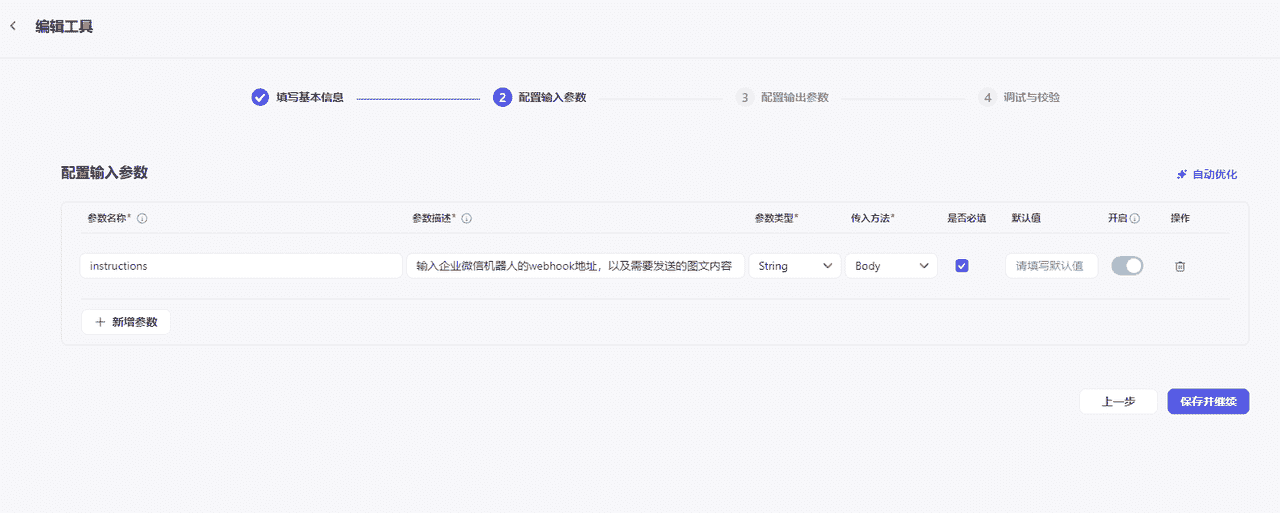 编辑工具
填写基本信息
2 配置输入参数
3 配置输出参数
4 调试与校验
配置输入参数
自动优化
参数名称* 参数描述* 参数类型* 传入方法* 是否必填 默认值 开启 操作
instructions 输入企业微信机器人的webhook地址，以及需要发送的图文内容 String Body 请填写默认值
+ 新增参数
上一步 保存并继续